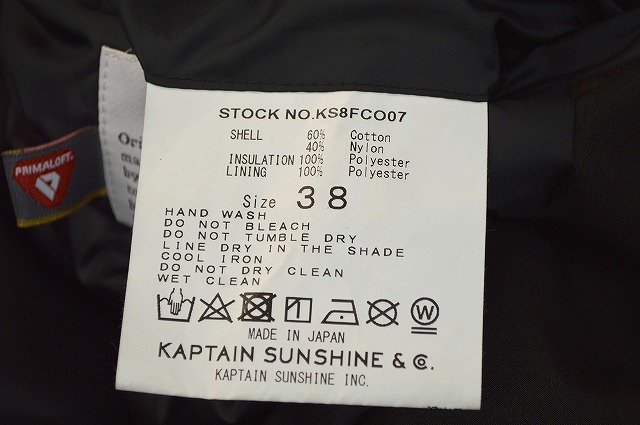 STOCK NO.KS8FCO07
SHELL 60% Cotton
40% Nylon
INSULATION 100% Polyester
LINING 100% Polyester
Size 38
HAND WASH
DO NOT BLEACH
DO NOT TUMBLE DRY
LINE DRY IN THE SHADE
COOL IRON
DO NOT DRY CLEAN
WET CLEAN
W
MADE IN JAPAN
KAPTAIN SUNSHINE & Co.
KAPTAIN SUNSHINE INC.
PRIMALOFT